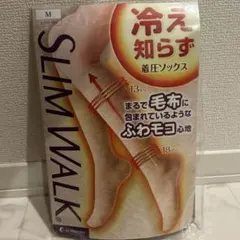 M
SLIM WALK
冷え
知らず
着圧ソックス
まるで毛布に
包まれているような
ふわモコ心地